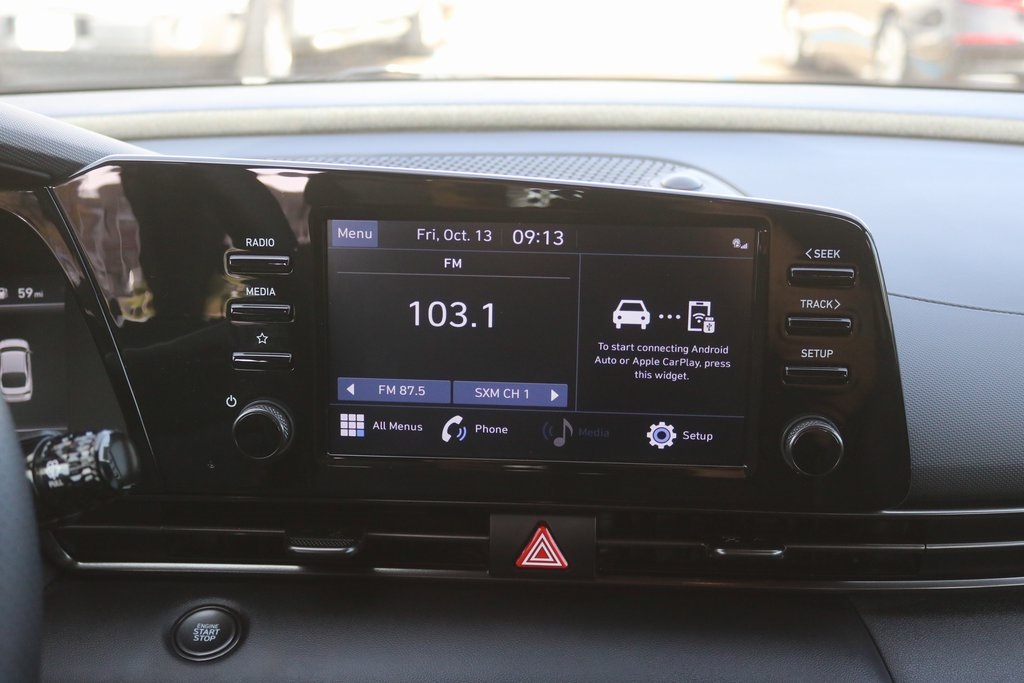 Menu
Fri, Oct. 13
09:13
FM
103.1
To start connecting Android
Auto or Apple CarPlay, press
this widget.
FM 87.5
SXM CH 1
All Menus
Phone
Media
Setup
RADIO
MEDIA
<SEEK
TRACK>
SETUP
59 mi
ENGINE
START
STOP